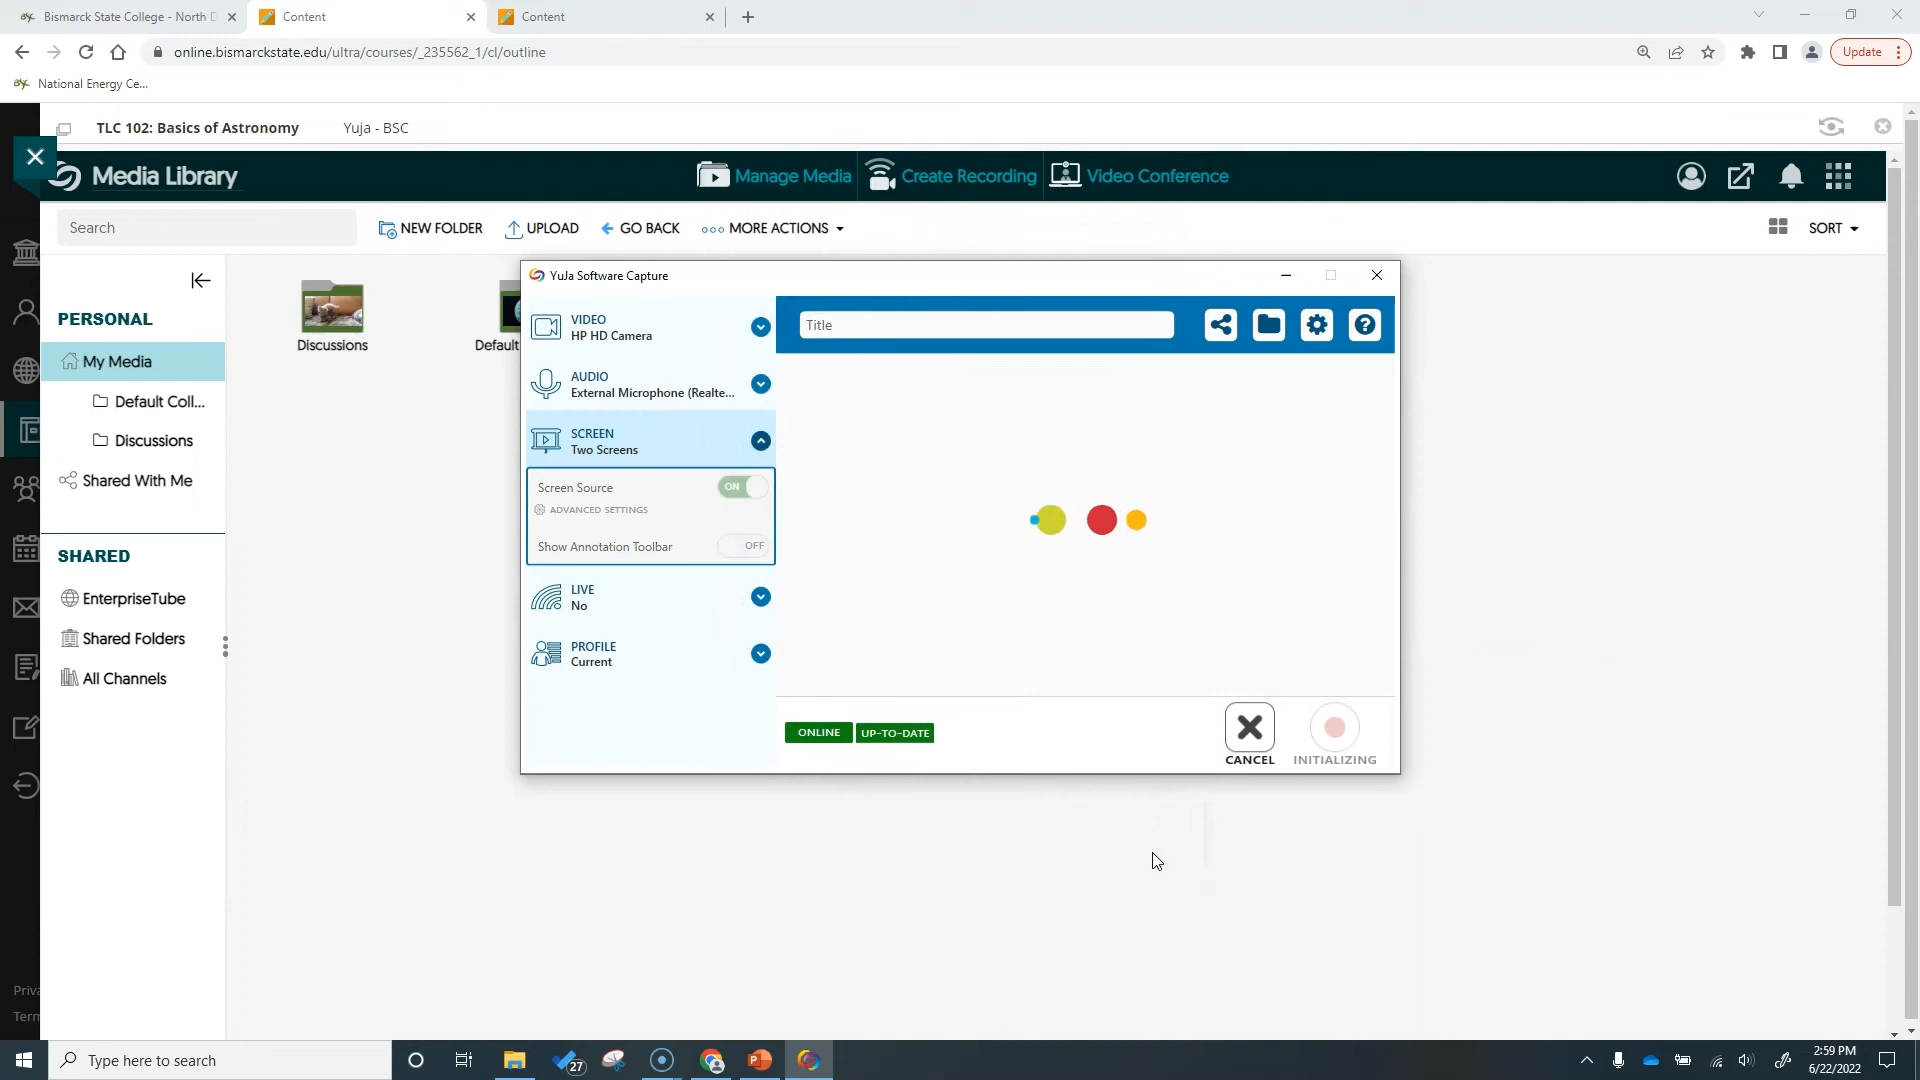 Bismarck State College - North D
Content
Content
online.bismarckstate.edu/ultra/courses/_235562_1/cl/outline
Update
National Energy Ce...
TLC 102: Basics of Astronomy
Yuja - BSC
Media Library
Manage Media
Create Recording
Video Conference
Search
NEW FOLDER
UPLOAD
GO BACK
MORE ACTIONS
SORT
PERSONAL
My Media
Default Coll...
Discussions
Shared With Me
SHARED
EnterpriseTube
Shared Folders
All Channels
Discussions
Default
YuJa Software Capture
VIDEO
HP HD Camera
AUDIO
External Microphone (Realte...
SCREEN
Two Screens
Screen Source
ON
ADVANCED SETTINGS
Show Annotation Toolbar
OFF
LIVE
No
PROFILE
Current
Title
ONLINE
UP-TO-DATE
CANCEL
INITIALIZING
Priva
Term
Type here to search
27
2:59 PM
6/22/2022